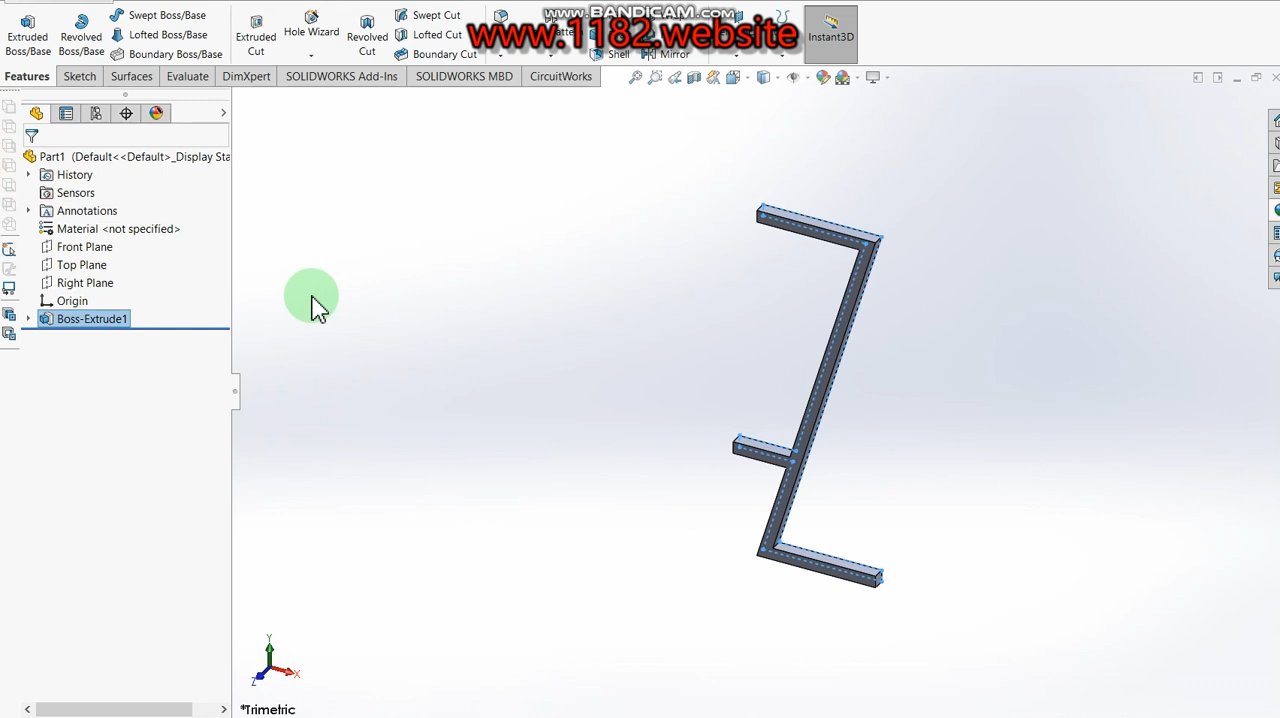 www.BANDICAM.com
www.1182.website
Extruded Boss/Base
Revolved Boss/Base
Swept Boss/Base
Lofted Boss/Base
Boundary Boss/Base
Extruded Cut
Hole Wizard
Revolved Cut
Swept Cut
Lofted Cut
Boundary Cut
Shell
Mirror
Instant3D
Features
Sketch
Surfaces
Evaluate
DimXpert
SOLIDWORKS Add-Ins
SOLIDWORKS MBD
CircuitWorks
Part1 (Default<<Default>_Display Sta
History
Sensors
Annotations
Material <not specified>
Front Plane
Top Plane
Right Plane
Origin
Boss-Extrude1
Y
X
Z
*Trimetric